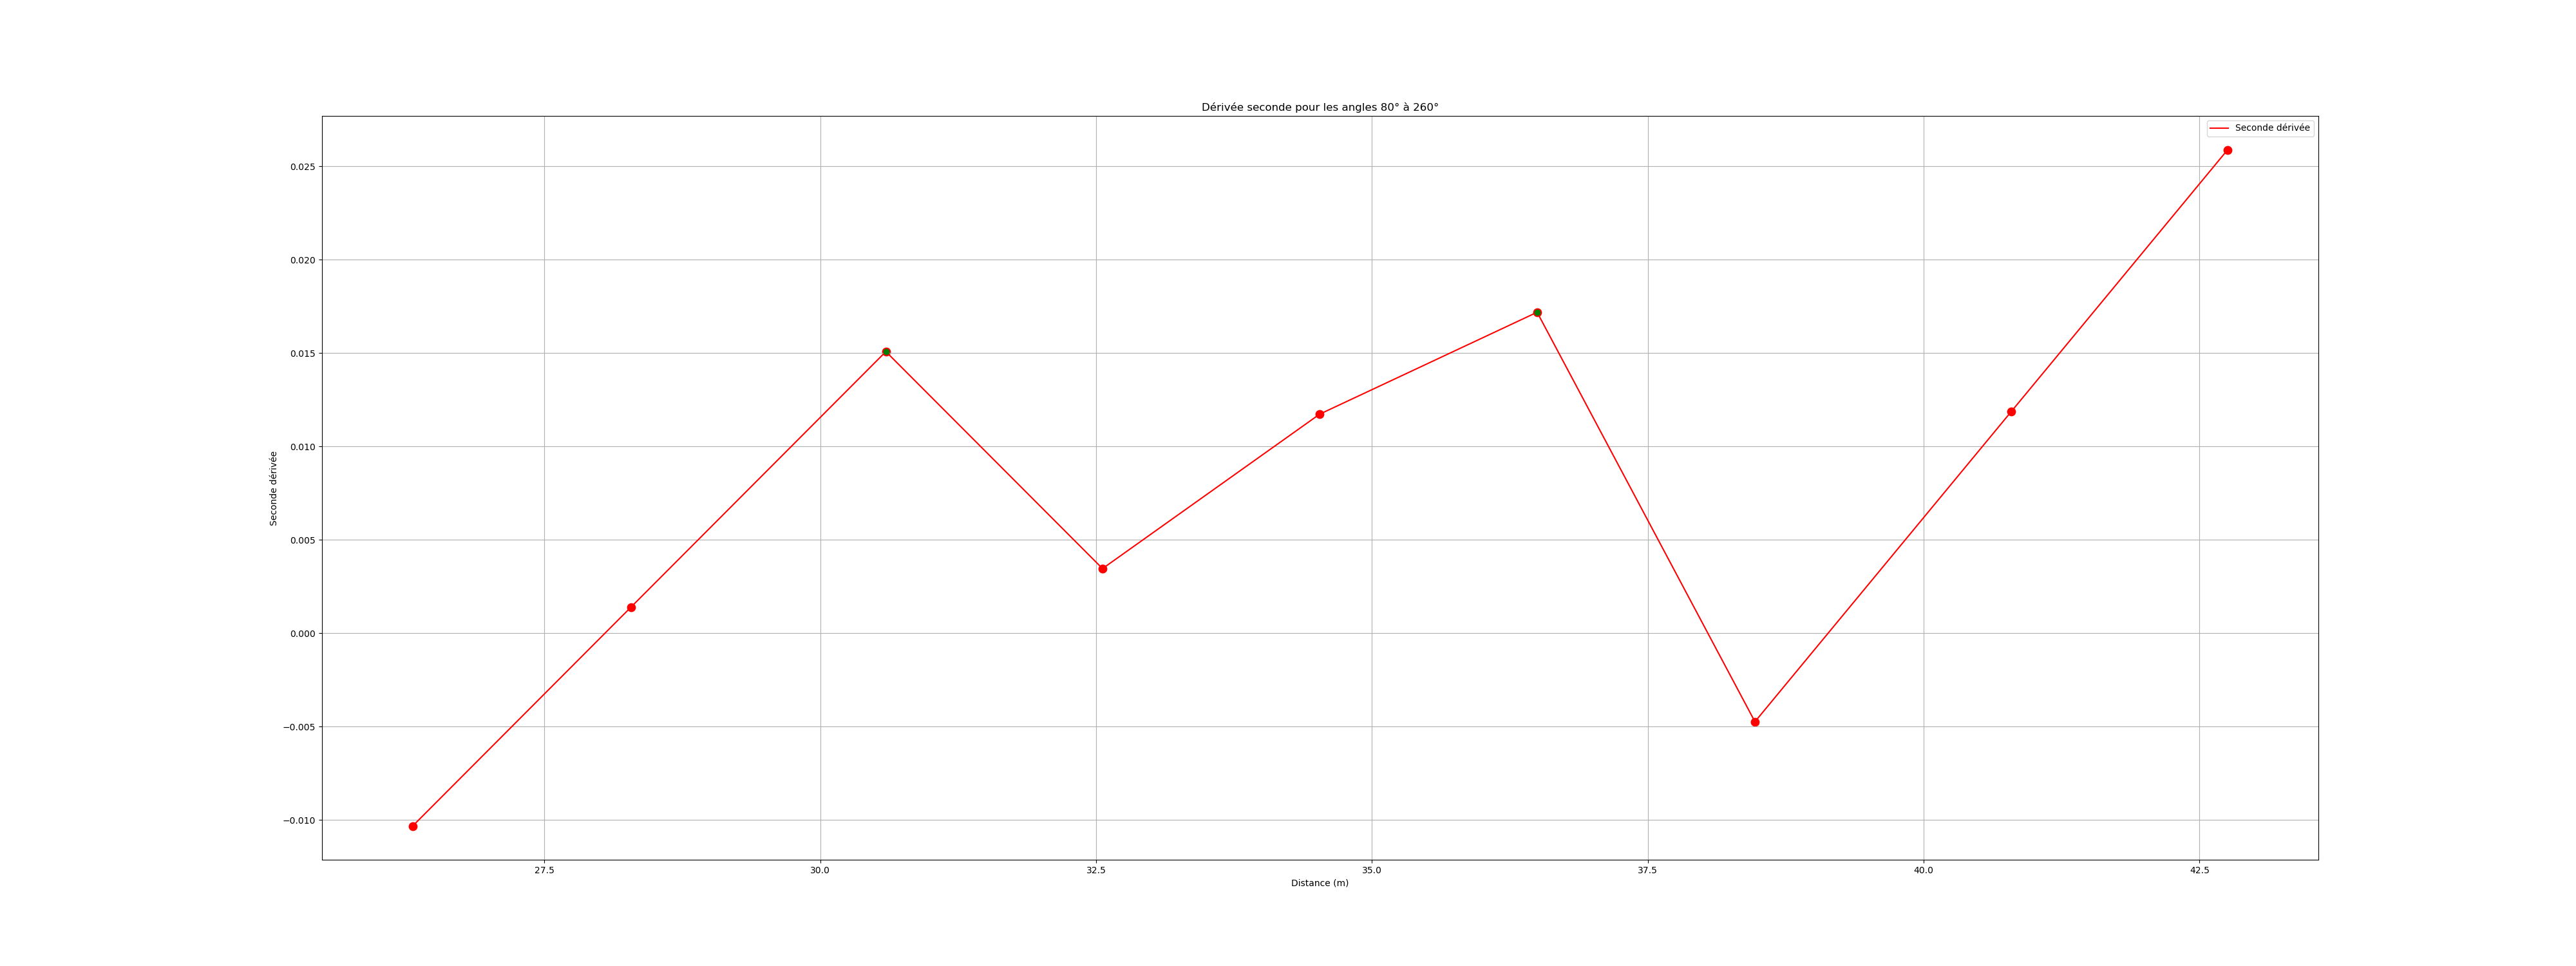 Dérivée seconde pour les angles 80° à 260°
Seconde dérivée
0.025
0.020
0.015
0.010
0.005
0.000
−0.005
−0.010
Seconde dérivée
27.5 30.0 32.5 35.0 37.5 40.0 42.5
Distance (m)